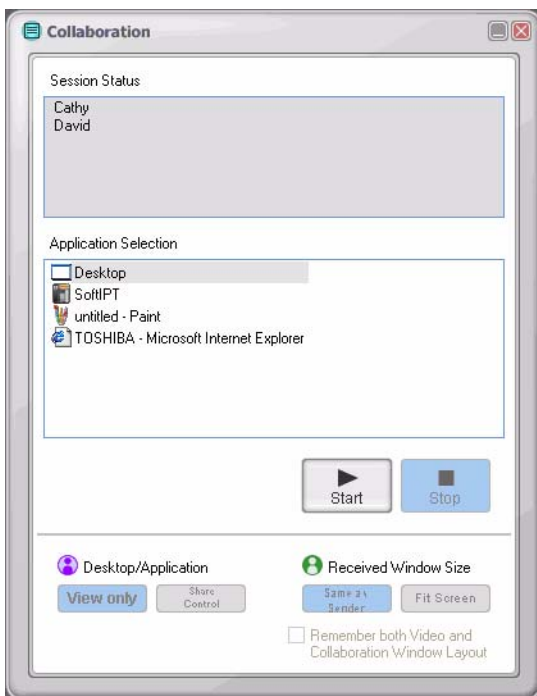 Collaboration
Session Status
Cathy
David
Application Selection
Desktop
SoftIPT
untitled - Paint
TOSHIBA - Microsoft Internet Explorer
Start
Stop
Desktop/Application
Received Window Size
View only
Share
Control
Same as
Sender
Fit Screen
Remember both Video and
Collaboration Window Layout